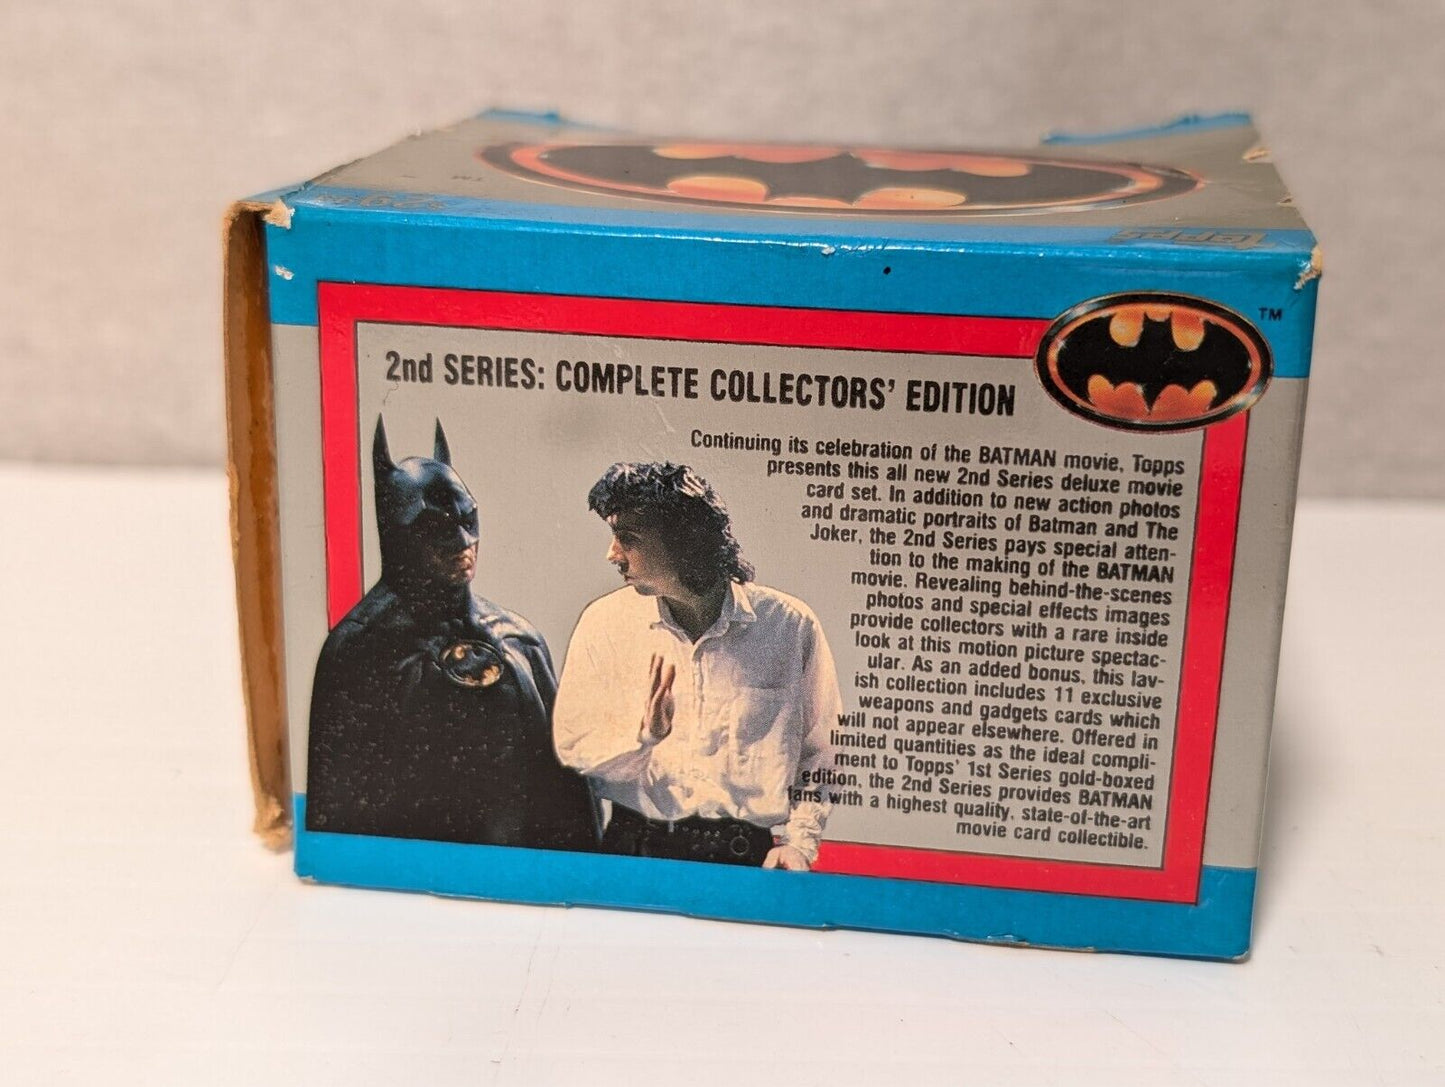 TM
Topps
TM
2nd SERIES: COMPLETE COLLECTORS' EDITION
Continuing its celebration of the BATMAN movie, Topps
presents this all new 2nd Series deluxe movie
card set. In addition to new action photos
and dramatic portraits of Batman and The
Joker, the 2nd Series pays special atten-
tion to the making of the BATMAN
movie. Revealing behind-the-scenes
photos and special effects images
provide collectors with a rare inside
look at this motion picture spectac-
ular. As an added bonus, this lav-
ish collection includes 11 exclusive
weapons and gadgets cards which
will not appear elsewhere. Offered in
limited quantities as the ideal compli-
ment to Topps' 1st Series gold-boxed
edition, the 2nd Series provides BATMAN
fans with a highest quality, state-of-the-art
movie card collectible.